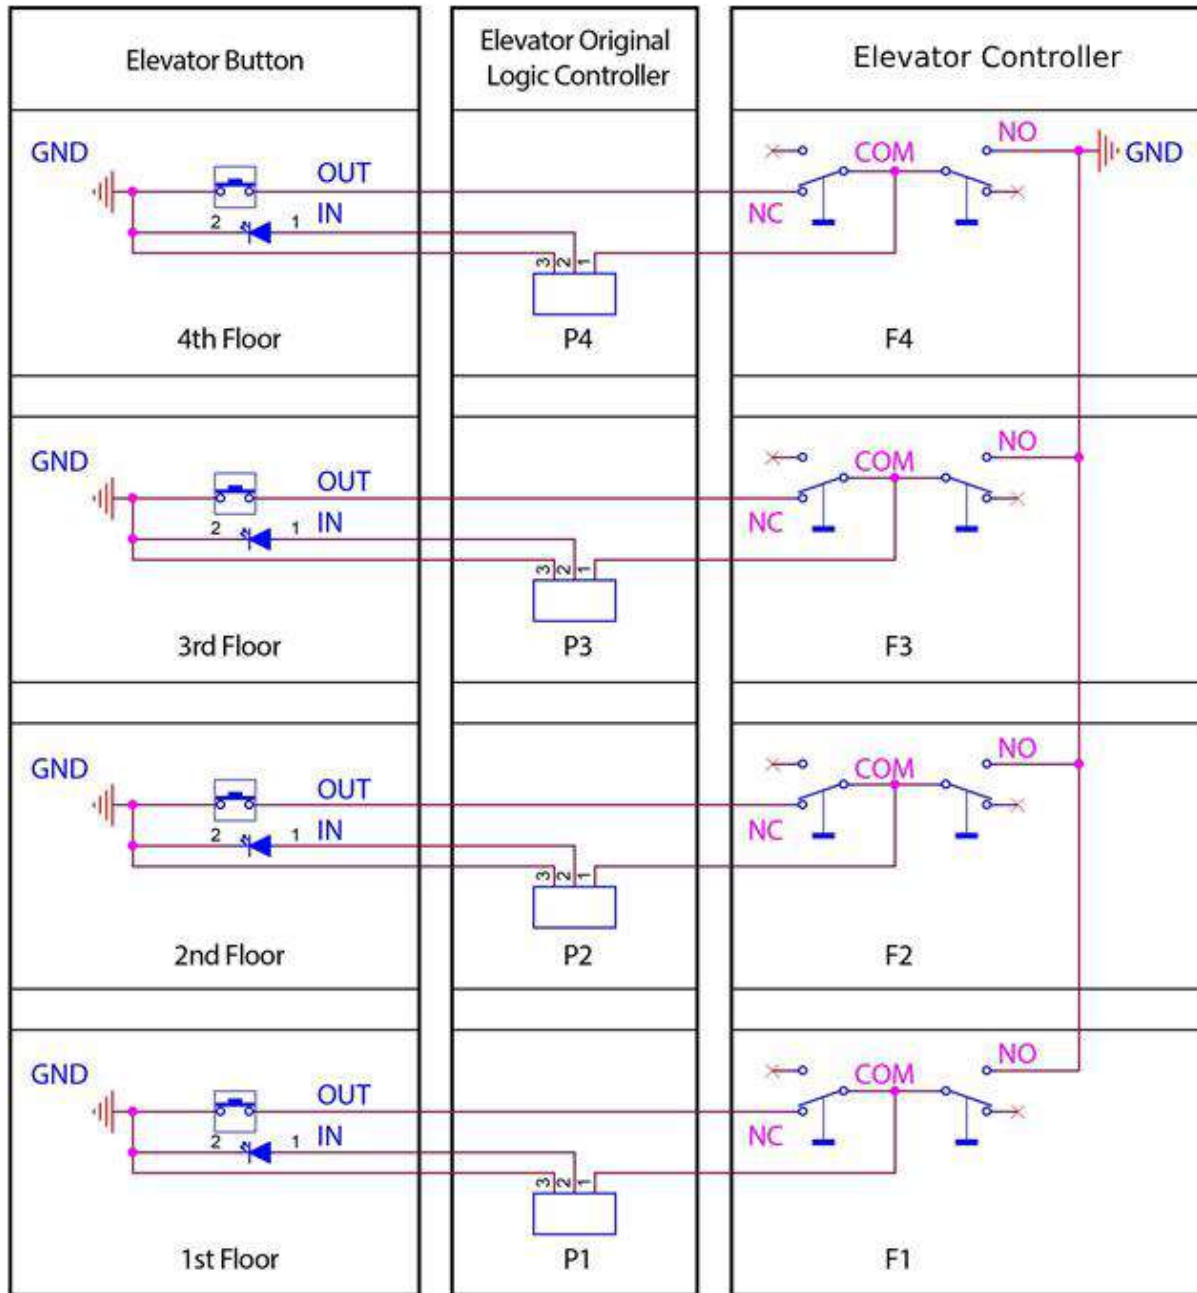 Elevator Button
Elevator Original
Logic Controller
Elevator Controller
GND
OUT
IN
2
1
3
2
1
COM
NO
GND
NC
4th Floor
P4
F4
GND
OUT
IN
2
1
3
2
1
COM
NO
NC
3rd Floor
P3
F3
GND
OUT
IN
2
1
3
2
1
COM
NO
NC
2nd Floor
P2
F2
GND
OUT
IN
2
1
3
2
1
COM
NO
NC
1st Floor
P1
F1